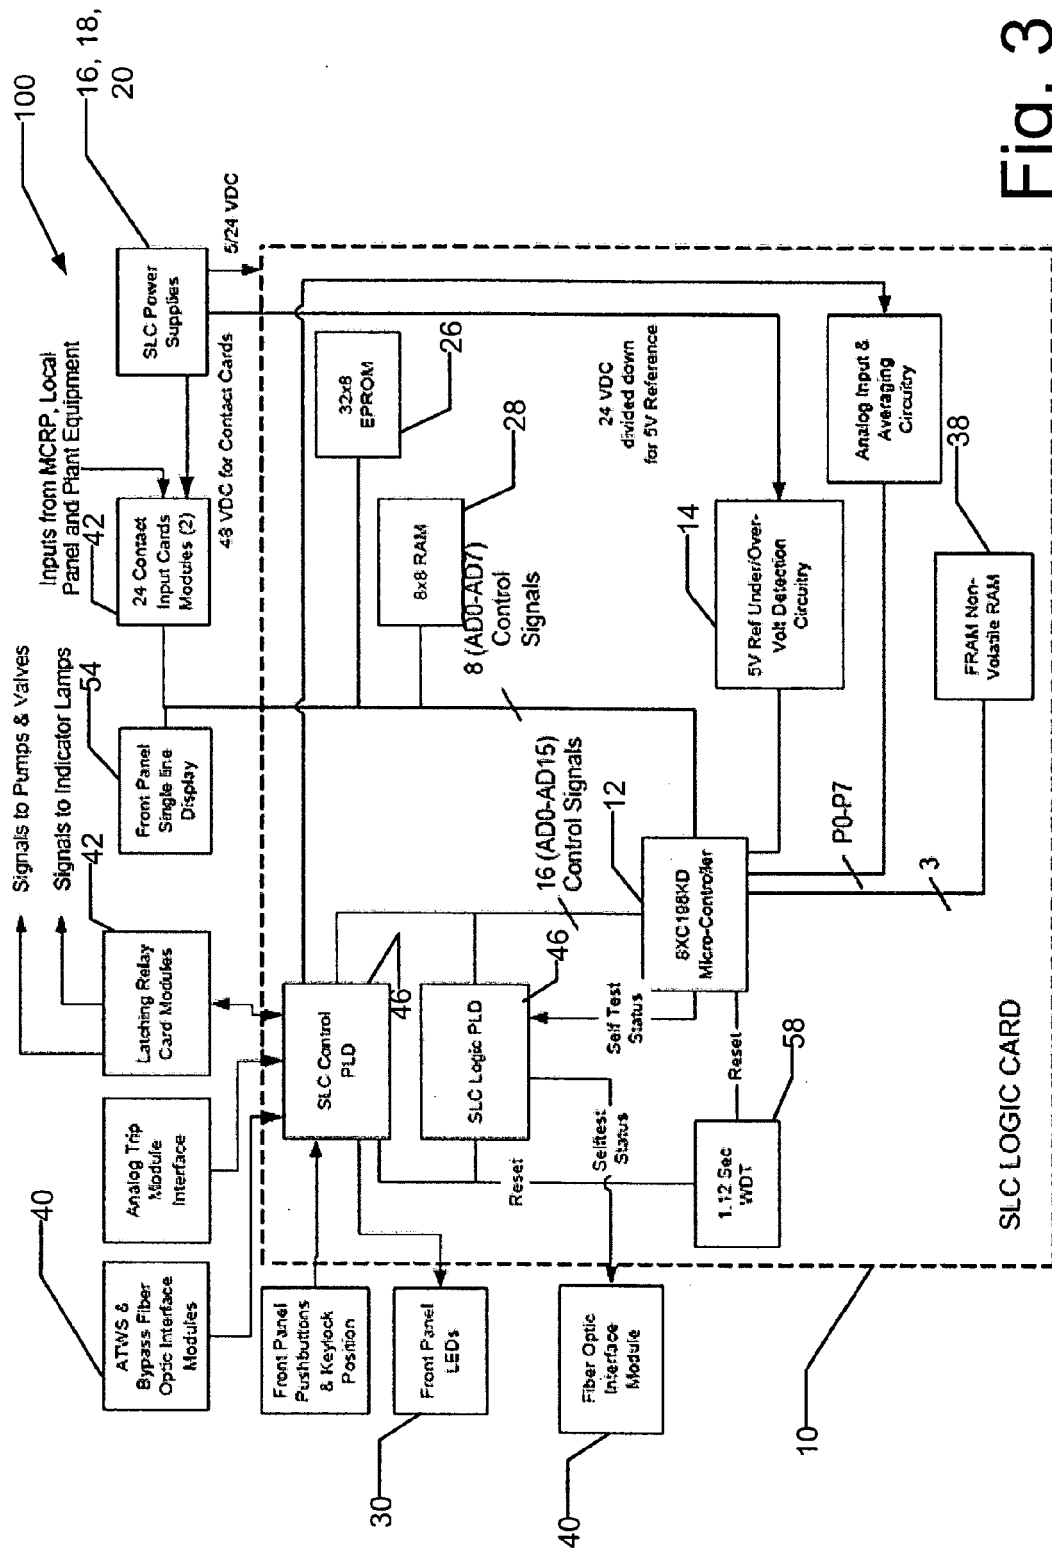 100
16, 18,
20
SLC Power
Supplies
5/24 VDC
Inputs from MCRP, Local
Panel and Plant Equipment
42
24 Contact
Input Cards
Modules (2)
48 VDC for Contact Cards
Signals to Pumps & Valves
Signals to Indicator Lamps
54
Front Panel
Single line
Display
42
Latching Relay
Card Modules
Analog Trip
Module
Interface
40
ATWS &
Bypass Fiber
Optic Interface
Modules
Front Panel
Pushbuttons
& Keylock
Position
Front Panel
LEDs
30
Fiber Optic
Interface
Module
40
10
32x8
EPROM
26
8x8 RAM
28
8 (AD0-AD7)
Control
Signals
24 VDC
divided down
for 5V Reference
14
5V Ref Under/Over-
Volt Detection
Circuitry
Analog Input &
Averaging
Circuitry
38
FRAM Non-
Volatile RAM
16 (AD0-AD15)
Control Signals
12
8XC196KD
Micro-Controller
P0-P7
3
SLC Control
PLD
46
SLC Logic PLD
46
Self Test
Status
Selftest
Status
Reset
Reset
58
1.12 Sec
WDT
SLC LOGIC CARD
Fig. 3